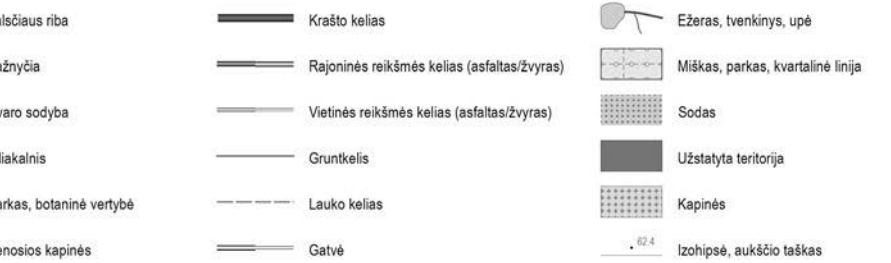 alsčiaus riba
ažnyčia
varo sodyba
liakalnis
arkas, botaninė vertybė
enosios kapinės
Krašto kelias
Rajoninės reikšmės kelias (asfaltas/žvyras)
Vietinės reikšmės kelias (asfaltas/žvyras)
Gruntkelis
Lauko kelias
Gatvė
Ežeras, tvenkinys, upė
Miškas, parkas, kvartalinė linija
Sodas
Užstatyta teritorija
Kapinės
62.4
Izohipsė, aukščio taškas